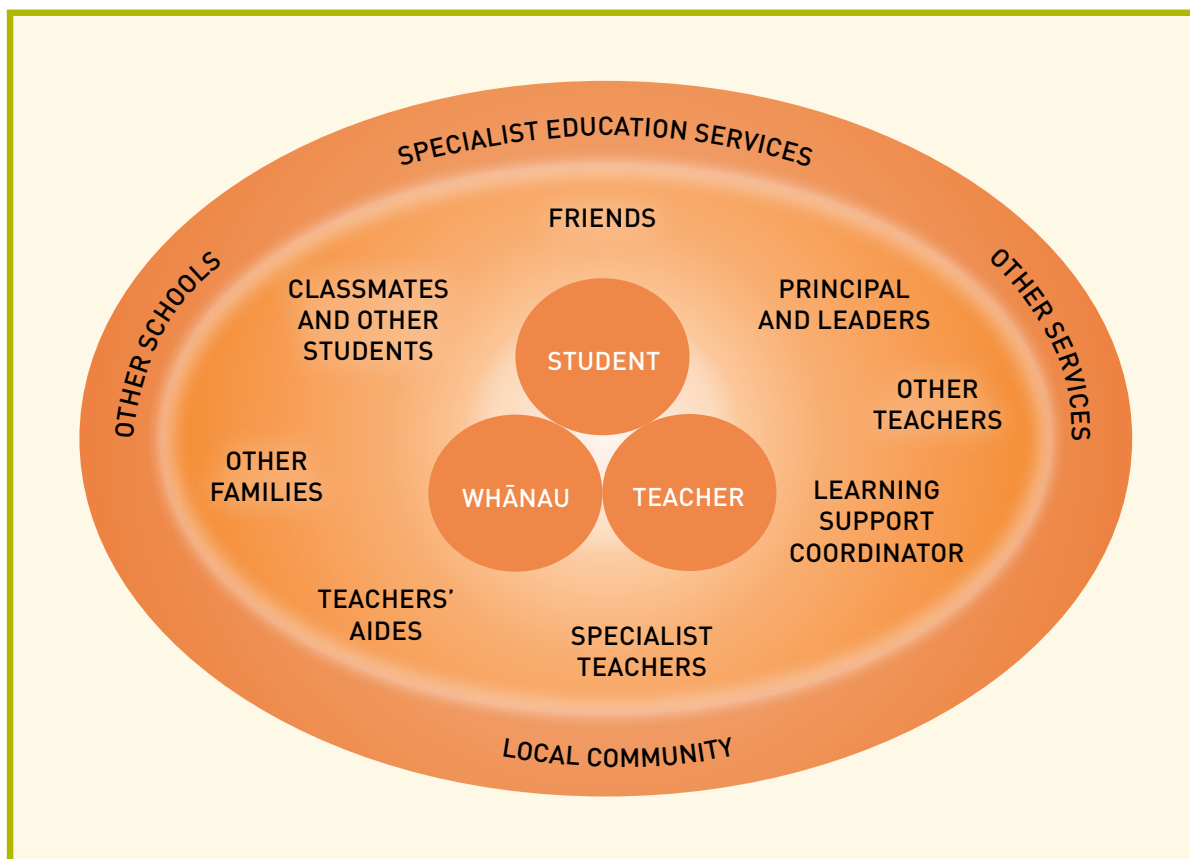 SPECIALIST EDUCATION SERVICES
FRIENDS
OTHER SCHOOLS
CLASSMATES
AND OTHER
STUDENTS
PRINCIPAL
AND LEADERS
OTHER SERVICES
STUDENT
OTHER
TEACHERS
OTHER
FAMILIES
WHĀNAU
TEACHER
LEARNING
SUPPORT
COORDINATOR
TEACHERS’
AIDES
SPECIALIST
TEACHERS
LOCAL COMMUNITY